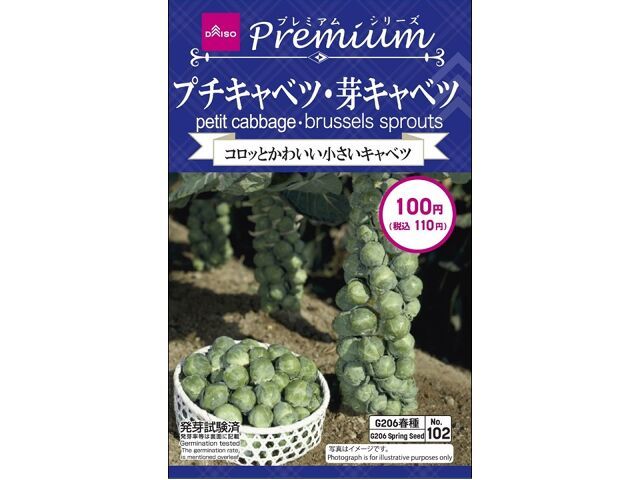 DAISO
プレミアム シリーズ
Premium
プチキャベツ・芽キャベツ
petit cabbage・brussels sprouts
コロッとかわいい小さいキャベツ
100円
(税込 110円)
発芽試験済
発芽率等は裏面に記載
Germination tested
The germination rate,
is mentioned overleaf
G206春種
G206 Spring Seed
No.
102
写真はイメージです。
Photograph is for illustrative purposes only